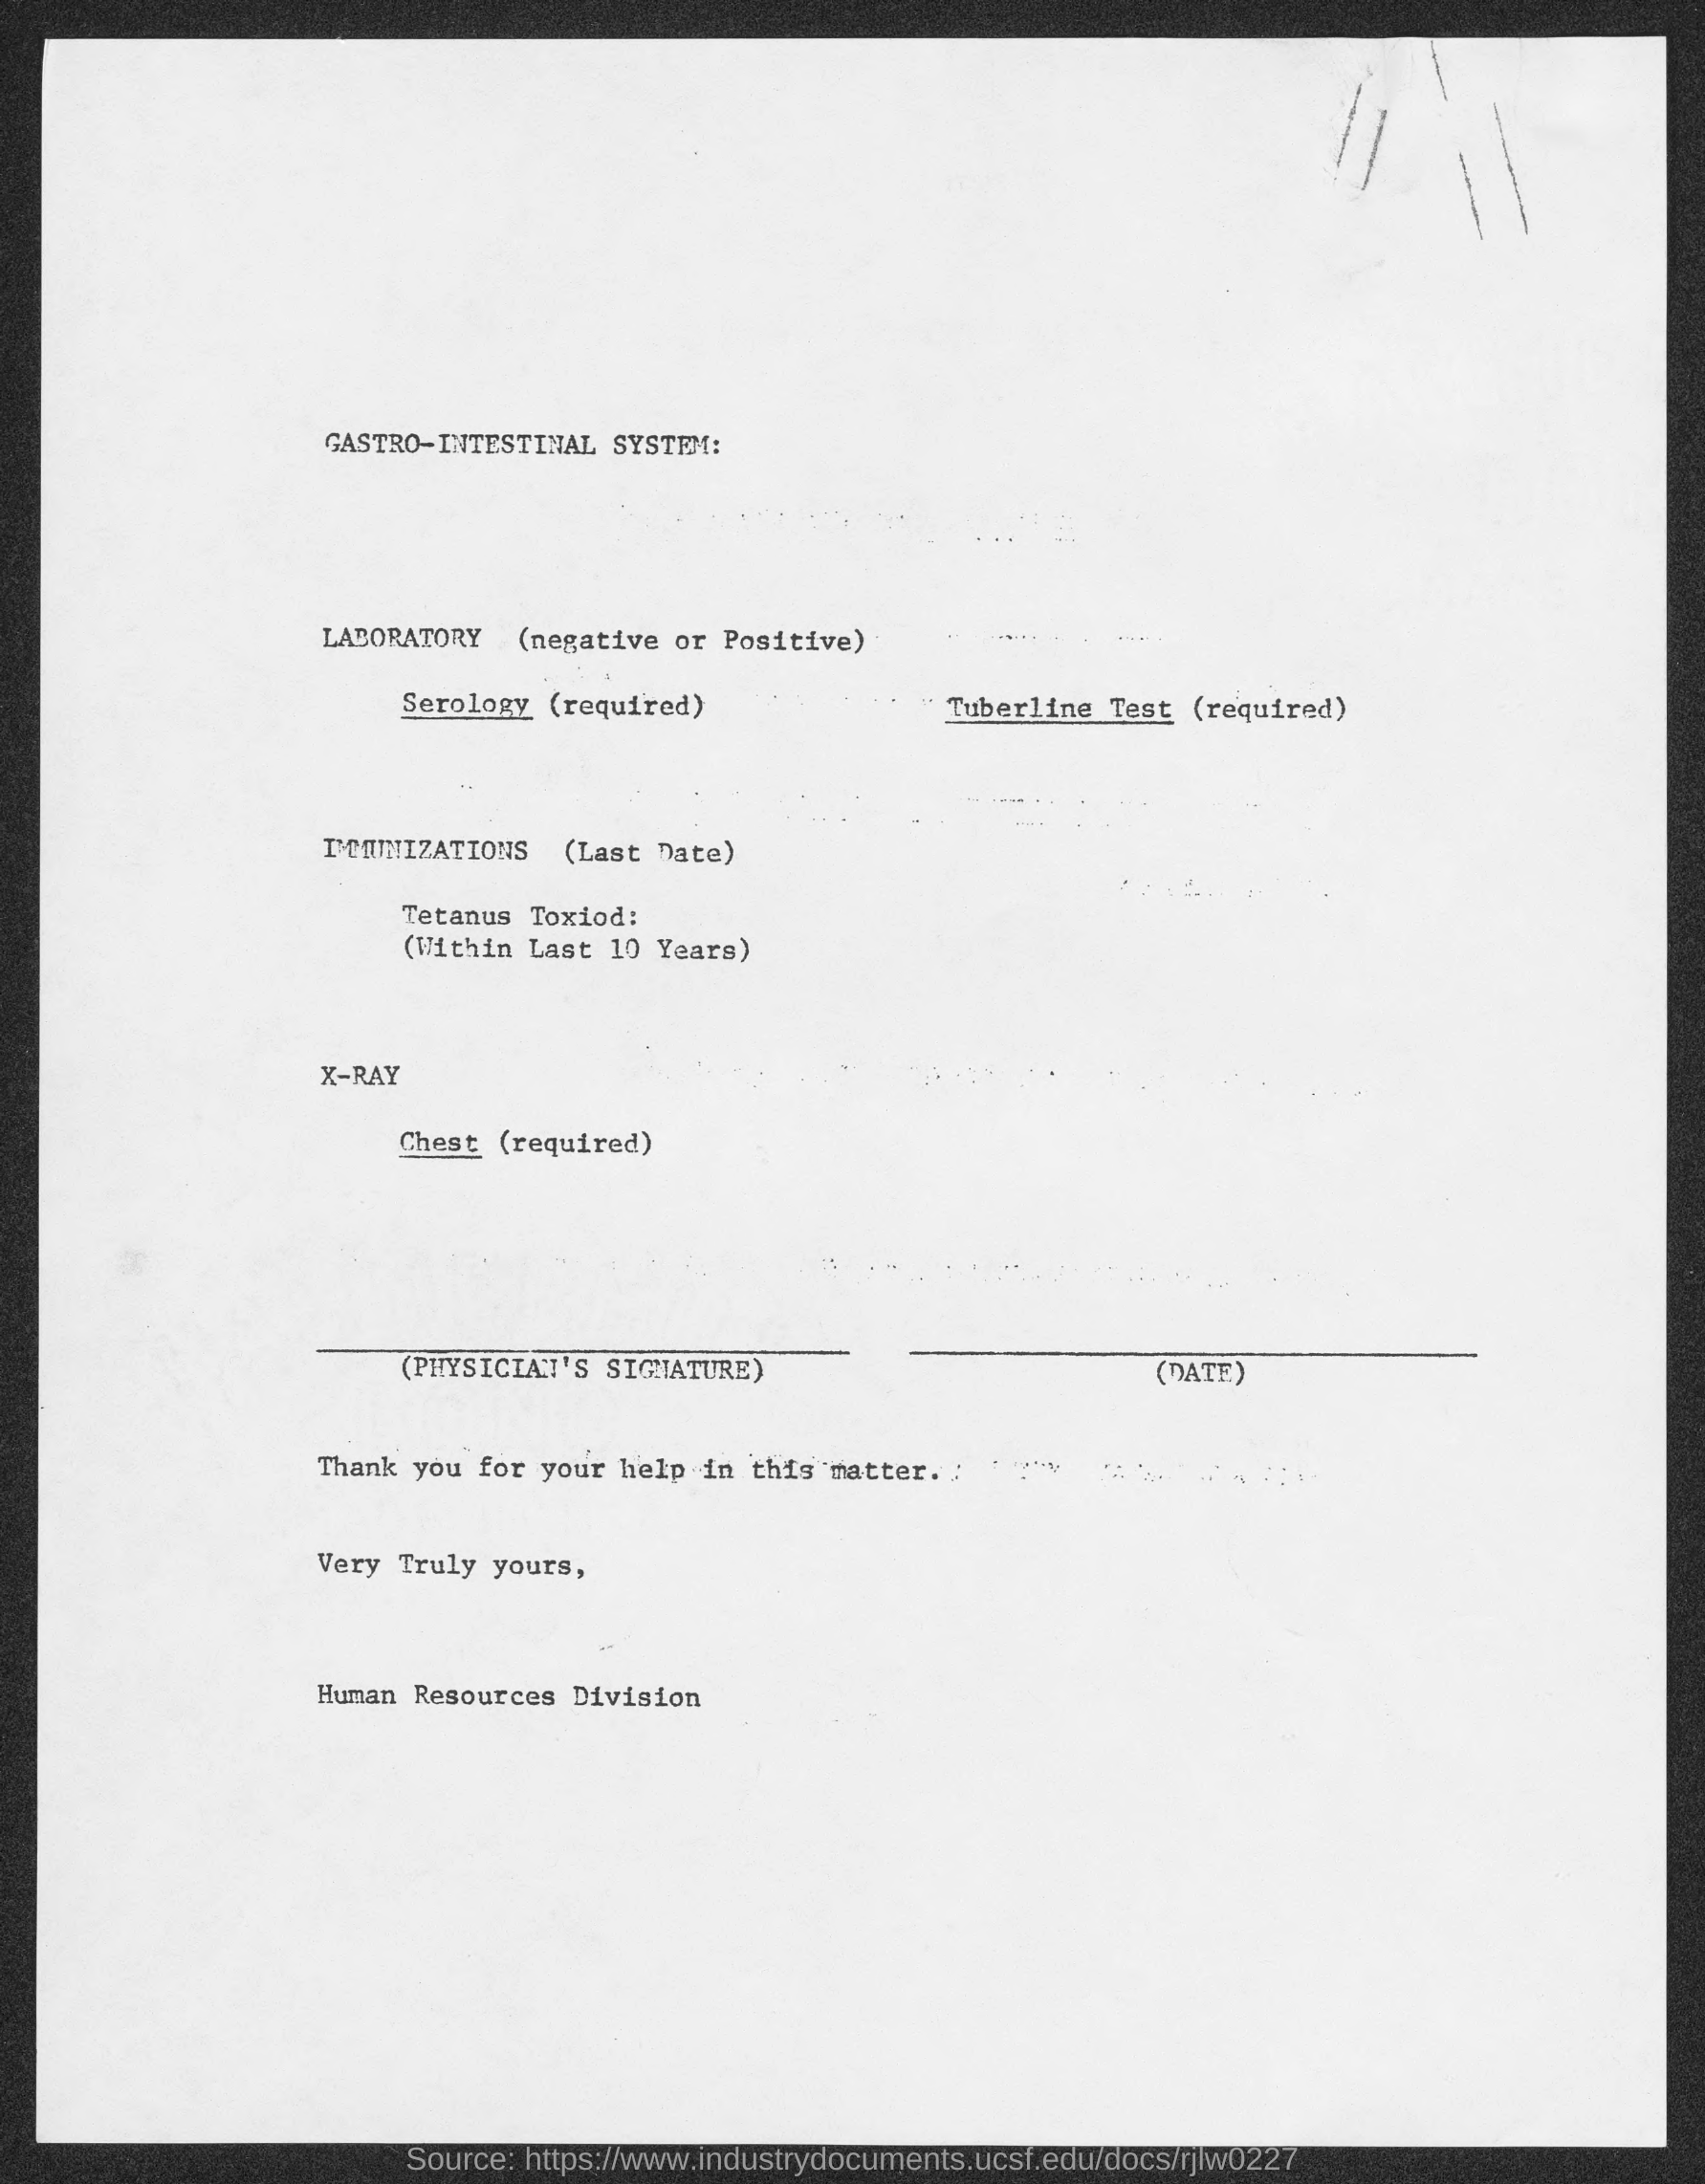 GASTRO-INTESTINAL SYSTEM:
LABORATORY (negative or Positive)
Serology (required) Tuberline Test (required)
IMMUNIZATIONS (Last Date)
Tetanus Toxiod:
(Within Last 10 Years)
X-RAY
Chest (required)
(PHYSICIAN'S SIGNATURE) (DATE)
Thank you for your help in this matter.
Very Truly yours,
Human Resources Division
Source: https://www.industrydocuments.ucsf.edu/docs/rjlw0227